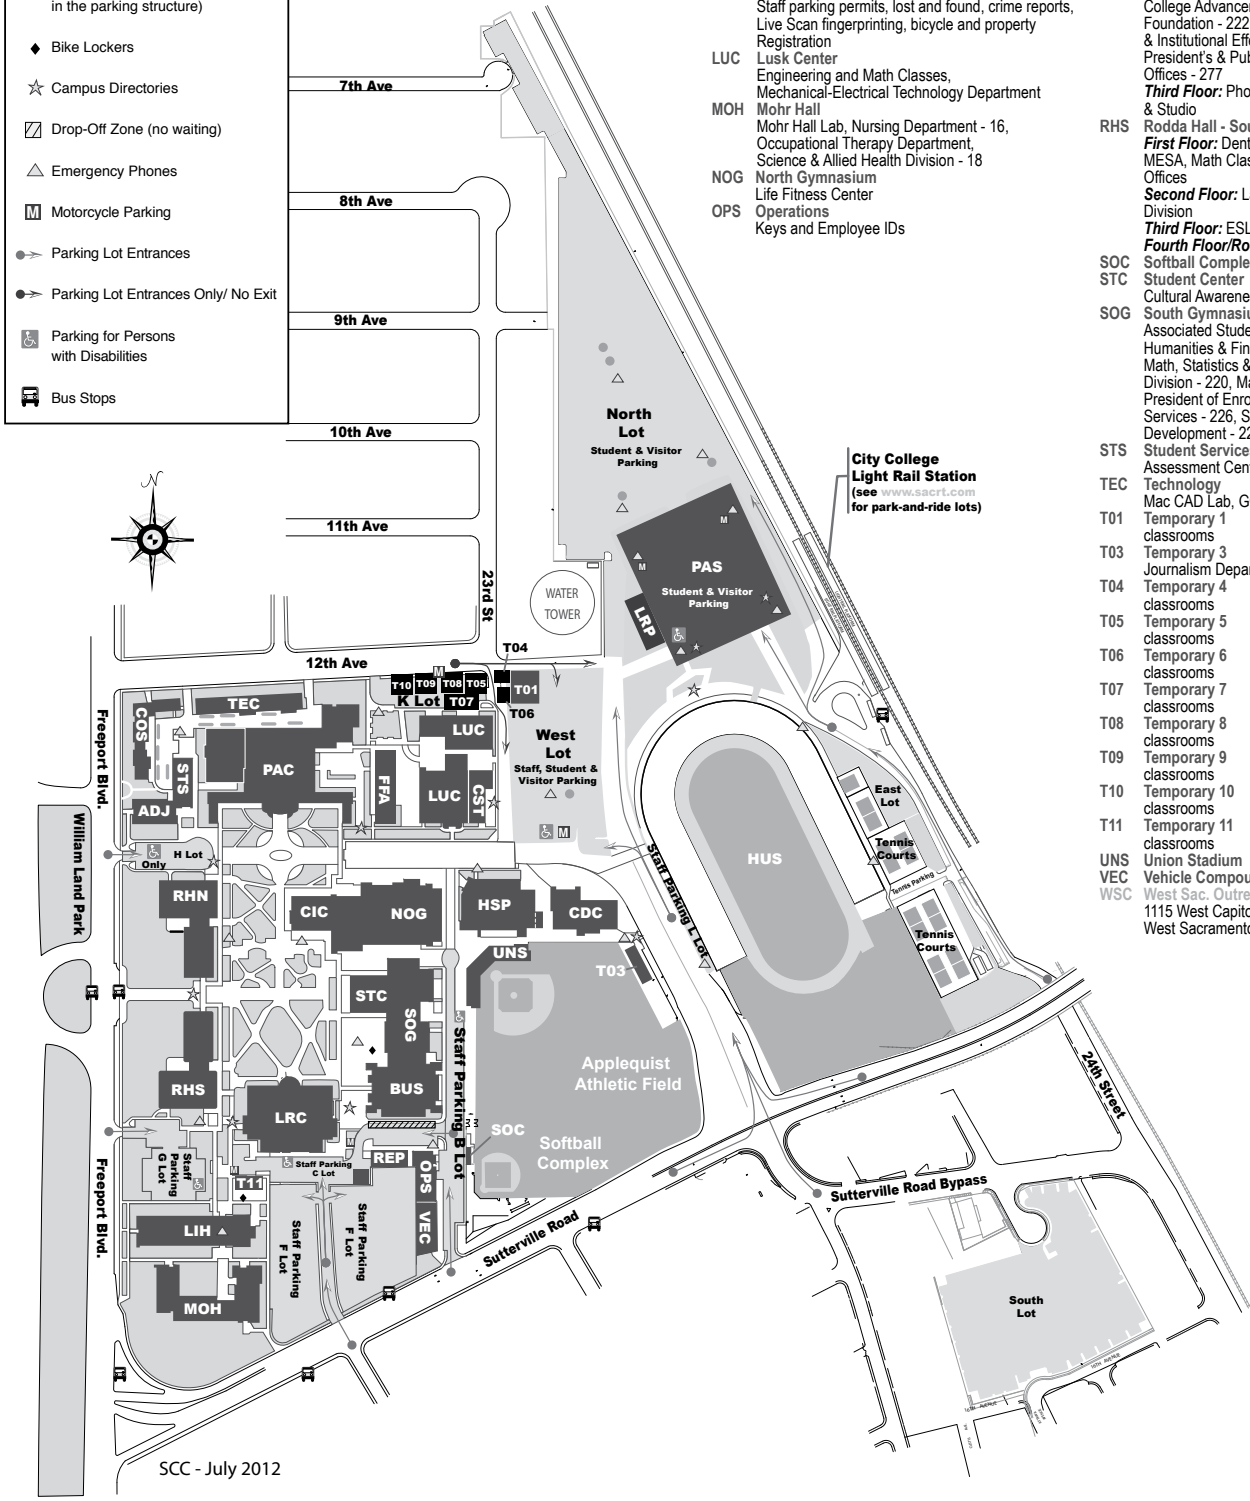 in the parking structure)
Bike Lockers
Campus Directories
Drop-Off Zone (no waiting)
Emergency Phones
M Motorcycle Parking
Parking Lot Entrances
Parking Lot Entrances Only/ No Exit
Parking for Persons
with Disabilities
Bus Stops
Staff parking permits, lost and found, crime reports,
Live Scan fingerprinting, bicycle and property
Registration
LUC Lusk Center
Engineering and Math Classes,
Mechanical-Electrical Technology Department
MOH Mohr Hall
Mohr Hall Lab, Nursing Department - 16,
Occupational Therapy Department,
Science & Allied Health Division - 18
NOG North Gymnasium
Life Fitness Center
OPS Operations
Keys and Employee IDs
College Advance
Foundation - 222
& Institutional Effe
President's & Pub
Offices - 277
Third Floor: Pho
& Studio
RHS Rodda Hall - Sou
First Floor: Dent
MESA, Math Clas
Offices
Second Floor: L
Division
Third Floor: ESL
Fourth Floor/Ro
SOC Softball Comple
STC Student Center
Cultural Awarene
SOG South Gymnasiu
Associated Stude
Humanities & Fin
Math, Statistics &
Division - 220, Ma
President of Enro
Services - 226, S
Development - 22
STS Student Service
Assessment Cent
TEC Technology
Mac CAD Lab, G
T01 Temporary 1
classrooms
T03 Temporary 3
Journalism Depar
T04 Temporary 4
classrooms
T05 Temporary 5
classrooms
T06 Temporary 6
classrooms
T07 Temporary 7
classrooms
T08 Temporary 8
classrooms
T09 Temporary 9
classrooms
T10 Temporary 10
classrooms
T11 Temporary 11
classrooms
UNS Union Stadium
VEC Vehicle Compou
WSC West Sac. Outre
1115 West Capito
West Sacramento
7th Ave
8th Ave
9th Ave
10th Ave
11th Ave
12th Ave
23rd St
N
North
Lot
Student & Visitor
Parking
City College
Light Rail Station
(see www.sacrt.com
for park-and-ride lots)
M
M
PAS
Student & Visitor
Parking
LRP
WATER
TOWER
T04
M
T10
T09
T08
T05
T01
K Lot
T07
T06
TEC
COS
LUC
West
Lot
Staff, Student &
Visitor Parking
M
PAC
STS
FFA
LUC
CST
ADJ
Freeport Blvd.
William Land Park
H Lot
Only
East
Lot
Tennis
Courts
Tennis Parking
Tennis
Courts
HUS
Staff Parking L Lot
RHN
CIC
NOG
HSP
CDC
UNS
T03
STC
SOG
Staff Parking B Lot
BUS
Applequist
Athletic Field
RHS
LRC
SOC
Softball
Complex
24th Street
Staff
Parking
G Lot
Staff Parking
C Lot
REP
OPS
T11
VEC
Sutterville Road Bypass
Sutterville Road
Freeport Blvd.
LIH
Staff Parking
F Lot
Staff Parking
F Lot
MOH
South
Lot
SCC - July 2012